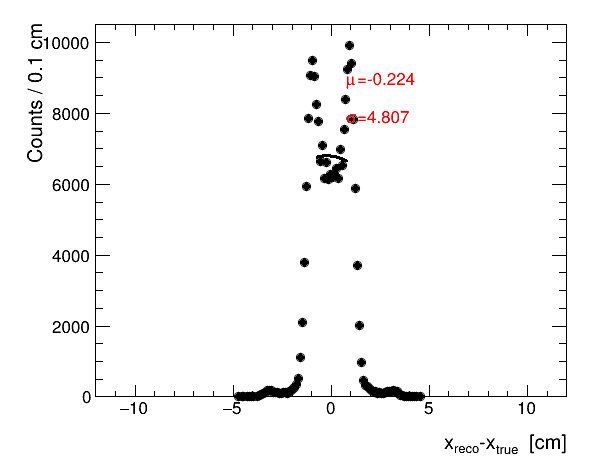 Counts / 0.1 cm
10000
8000
6000
4000
2000
0
μ=-0.224
σ=4.807
−10 −5 0 5 10
x_reco-x_true [cm]